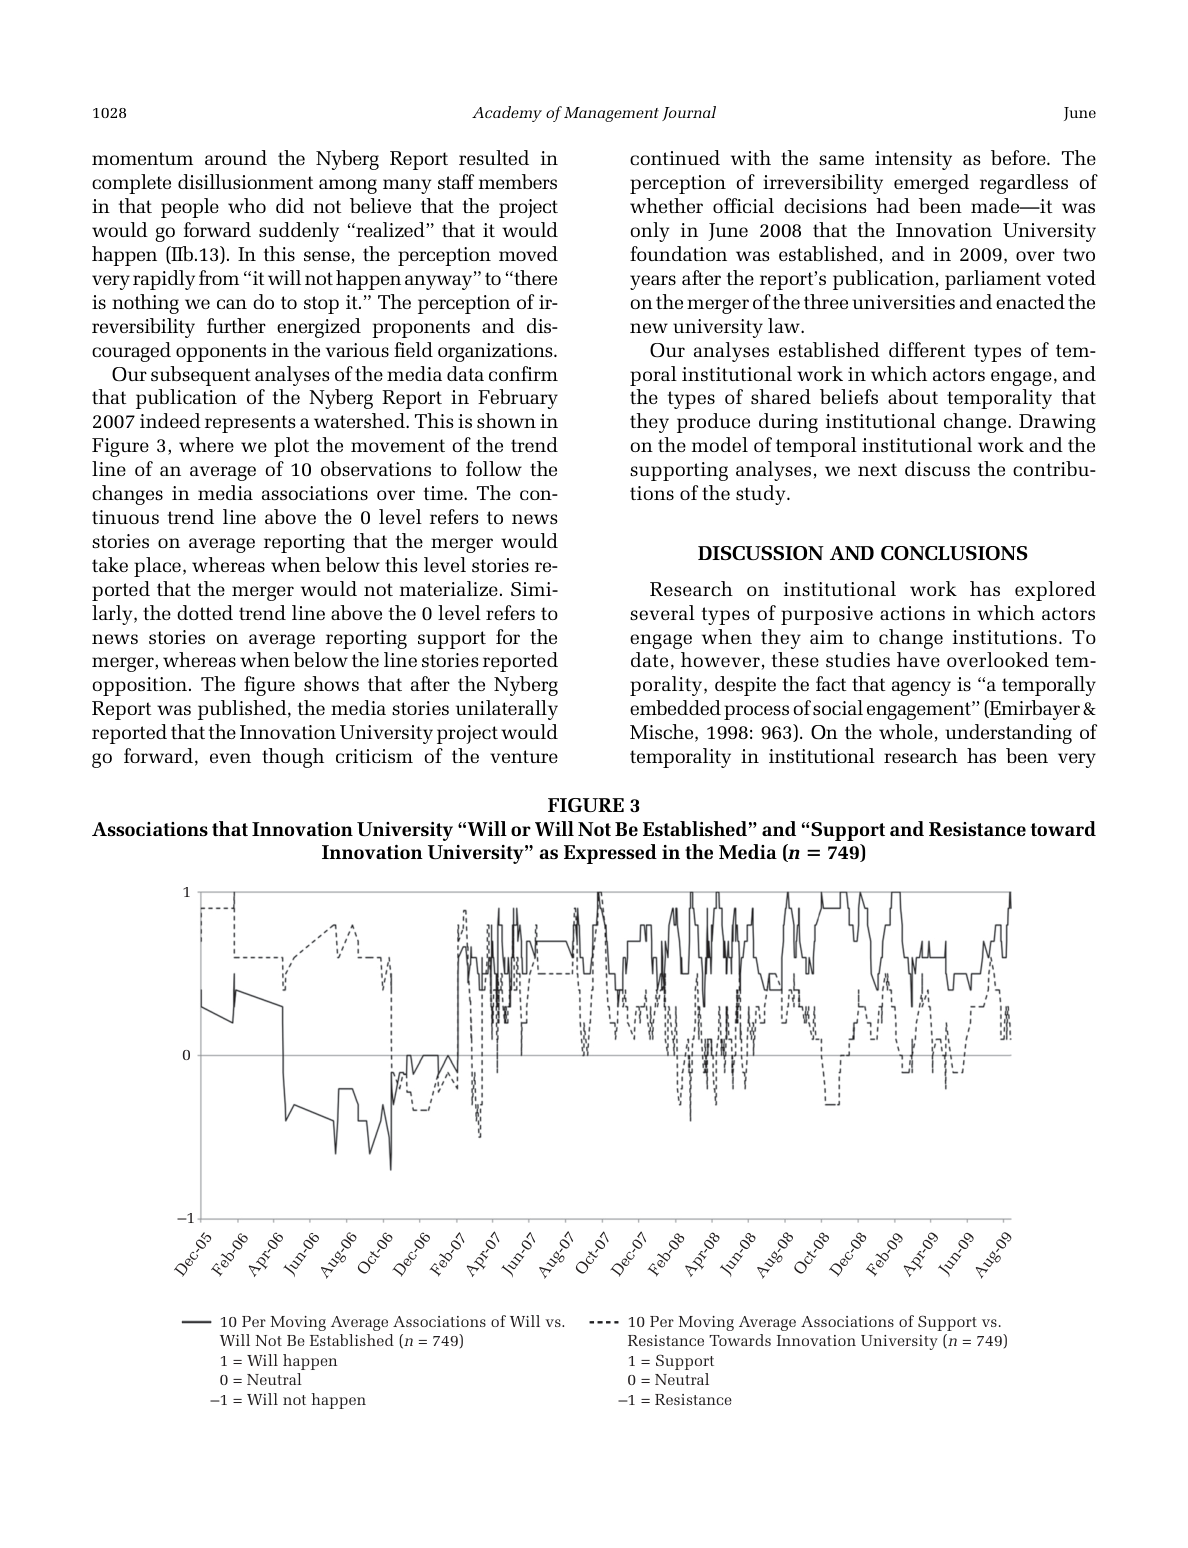 1028
Academy of Management Journal
June
momentum around the Nyberg Report resulted in
complete disillusionment among many staff members
in that people who did not believe that the project
would go forward suddenly “realized” that it would
happen (IIb.13). In this sense, the perception moved
very rapidly from “it will not happen anyway” to “there
is nothing we can do to stop it.” The perception of ir-
reversibility further energized proponents and dis-
couraged opponents in the various field organizations.
Our subsequent analyses of the media data confirm
that publication of the Nyberg Report in February
2007 indeed represents a watershed. This is shown in
Figure 3, where we plot the movement of the trend
line of an average of 10 observations to follow the
changes in media associations over time. The con-
tinuous trend line above the 0 level refers to news
stories on average reporting that the merger would
take place, whereas when below this level stories re-
ported that the merger would not materialize. Simi-
larly, the dotted trend line above the 0 level refers to
news stories on average reporting support for the
merger, whereas when below the line stories reported
opposition. The figure shows that after the Nyberg
Report was published, the media stories unilaterally
reported that the Innovation University project would
go forward, even though criticism of the venture
continued with the same intensity as before. The
perception of irreversibility emerged regardless of
whether official decisions had been made—it was
only in June 2008 that the Innovation University
foundation was established, and in 2009, over two
years after the report’s publication, parliament voted
on the merger of the three universities and enacted the
new university law.
Our analyses established different types of tem-
poral institutional work in which actors engage, and
the types of shared beliefs about temporality that
they produce during institutional change. Drawing
on the model of temporal institutional work and the
supporting analyses, we next discuss the contribu-
tions of the study.
DISCUSSION AND CONCLUSIONS
Research on institutional work has explored
several types of purposive actions in which actors
engage when they aim to change institutions. To
date, however, these studies have overlooked tem-
porality, despite the fact that agency is “a temporally
embedded process of social engagement” (Emirbayer &
Mische, 1998: 963). On the whole, understanding of
temporality in institutional research has been very
FIGURE 3
Associations that Innovation University “Will or Will Not Be Established” and “Support and Resistance toward
Innovation University” as Expressed in the Media (n = 749)
1
0
−1
Dec-05
Feb-06
Apr-06
Jun-06
Aug-06
Oct-06
Dec-06
Feb-07
Apr-07
Jun-07
Aug-07
Oct-07
Dec-07
Feb-08
Apr-08
Jun-08
Aug-08
Oct-08
Dec-08
Feb-09
Apr-09
Jun-09
Aug-09
10 Per Moving Average Associations of Will vs.
Will Not Be Established (n = 749)
1 = Will happen
0 = Neutral
−1 = Will not happen
10 Per Moving Average Associations of Support vs.
Resistance Towards Innovation University (n = 749)
1 = Support
0 = Neutral
−1 = Resistance